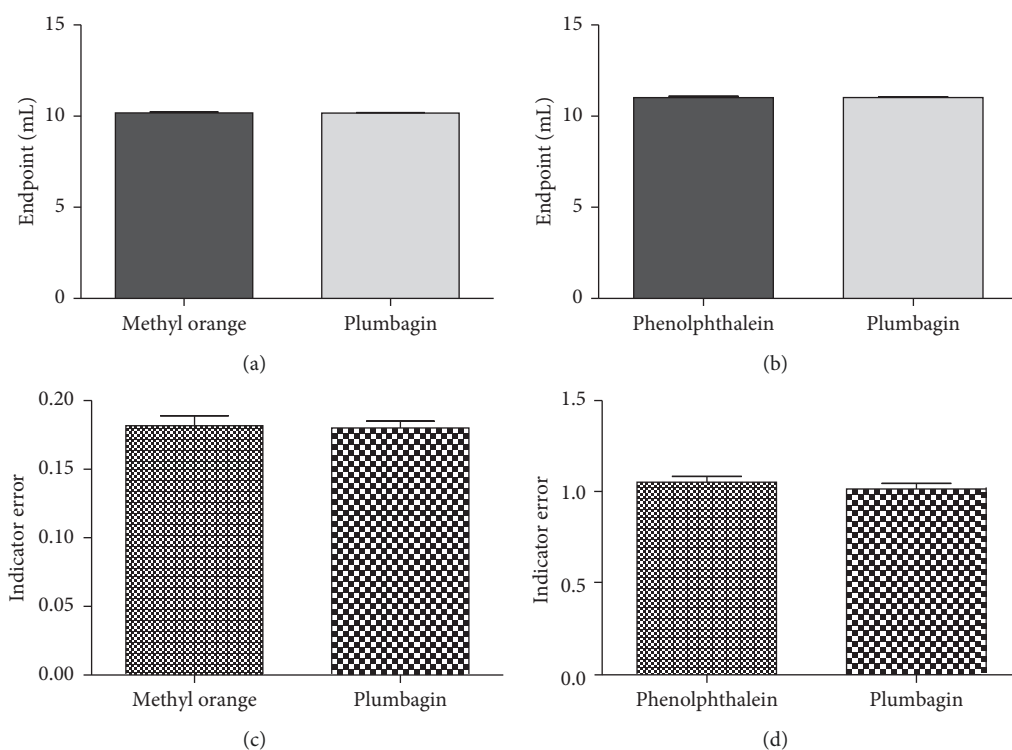 15
10
5
0
Endpoint (mL)
Methyl orange
Plumbagin
(a)
15
10
5
0
Endpoint (mL)
Phenolphthalein
Plumbagin
(b)
0.20
0.15
0.10
0.05
0.00
Indicator error
Methyl orange
Plumbagin
(c)
1.5
1.0
0.5
0.0
Indicator error
Phenolphthalein
Plumbagin
(d)